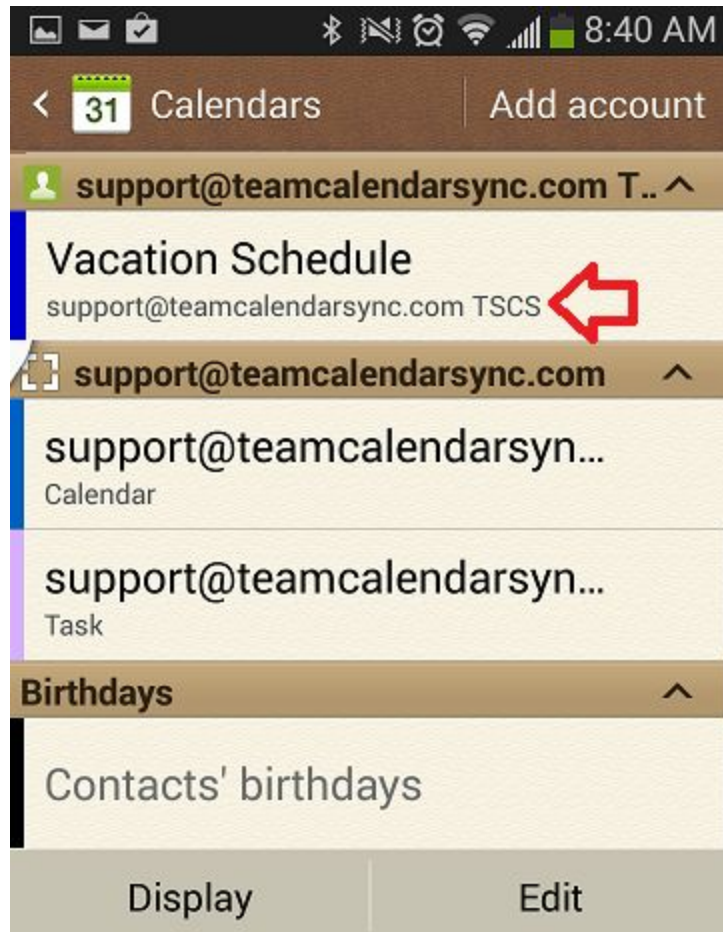 8:40 AM
31 Calendars Add account
support@teamcalendarsync.com T..
Vacation Schedule
support@teamcalendarsync.com TSCS
support@teamcalendarsync.com
support@teamcalendarsyn...
Calendar
support@teamcalendarsyn...
Task
Birthdays
Contacts' birthdays
Display Edit